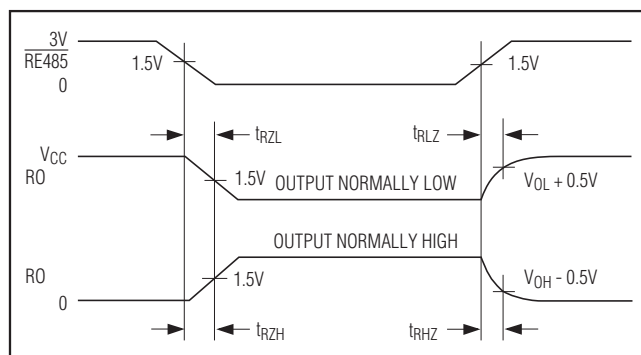 3V
RE485
0
1.5V
1.5V
tRZL
tRLZ
VCC
RO
1.5V
OUTPUT NORMALLY LOW
VOL + 0.5V
OUTPUT NORMALLY HIGH
RO
0
1.5V
VOH - 0.5V
tRZH
tRHZ